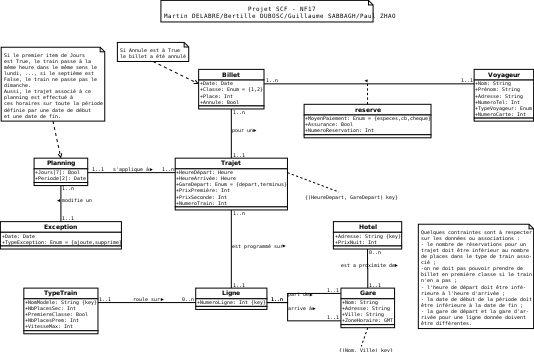 Projet SCF - NF17
Martin DELABRE/Bertille DUBOSC/Guillaume SABBAGH/Paul ZHAO
Si le premier item de Jours
est True, le train passe à la
même heure dans le même sens le
lundi, ..., si le septième est
False, le train ne passe pas le
dimanche.
Aussi, le trajet associé à ce
planning est effectué à
ces horaires sur toute la période
définie par une date de début
et une date de fin.
Si Annule est à True
le billet a été annulé
Billet
+Date: Date
+Classe: Enum = {1,2}
+Place: Int
+Annule: Bool
1..n
1..1
Voyageur
+Nom: String
+Prénom: String
+Adresse: String
+NumeroTel: Int
+TypeVoyageur: Enum
+NumeroCarte: Int
reserve
+MoyenPaiement: Enum = {especes,cb,cheque}
+Assurance: Bool
+NumeroReservation: Int
1..n
pour un
1..1
Planning
+Jours[7]: Bool
+Periode[2]: Date
1..1
s'applique à
1..n
Trajet
+HeureDépart: Heure
+HeureArrivée: Heure
+GareDepart: Enum = {depart,terminus}
+PrixPremière: Int
+PrixSeconde: Int
+NumeroTrain: Int
{(HeureDépart, GareDepart) key}
1..n
modifie un
1..1
Exception
+Date: Date
+TypeException: Enum = {ajoute,supprime}
1..n
est programmé sur
1..1
Hotel
+Adresse: String {key}
+PrixNuit: Int
0..n
est a proximite de
1..1
Quelques contraintes sont à respecter
sur les données ou associations :
- le nombre de réservations pour un
trajet doit être inférieur au nombre
de places dans le type de train asso-
cié ;
-on ne doit pas pouvoir prendre de
billet en première classe si le train
n'en a pas ;
- l'heure de départ doit être infé-
rieure à l'heure d'arrivée ;
- la date de début de la période doit
être inférieure à la date de fin ;
- la gare de départ et la gare d'ar-
rivée pour une ligne donnée doivent
être différentes.
TypeTrain
+NomModele: String {key}
+NbPlacesSec: Int
+PremiereClasse: Bool
+NbPlacesPrem: Int
+VitesseMax: Int
1..1
roule sur
0..n
Ligne
+NumeroLigne: Int {key}
1..n
part de
1..1
arrive à
1..1
Gare
+Nom: String
+Adresse: String
+Ville: String
+ZoneHoraire: GMT
{(Nom, Ville) key}